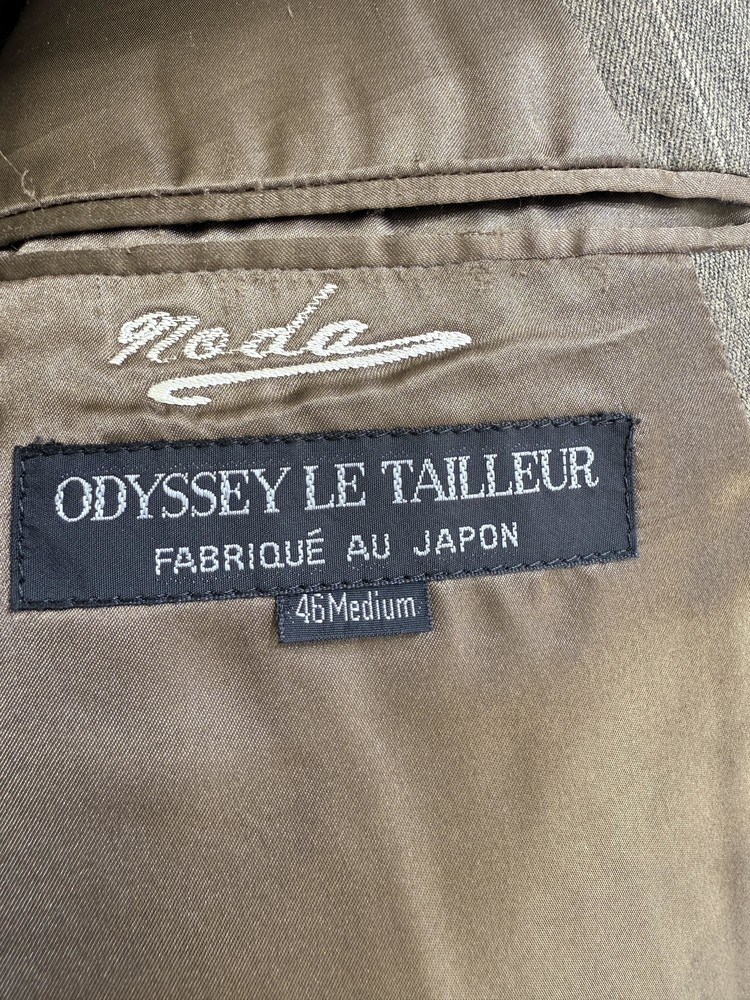 Noda
ODYSSEY LE TAILLEUR
FABRIQUÉ AU JAPON
46Medium